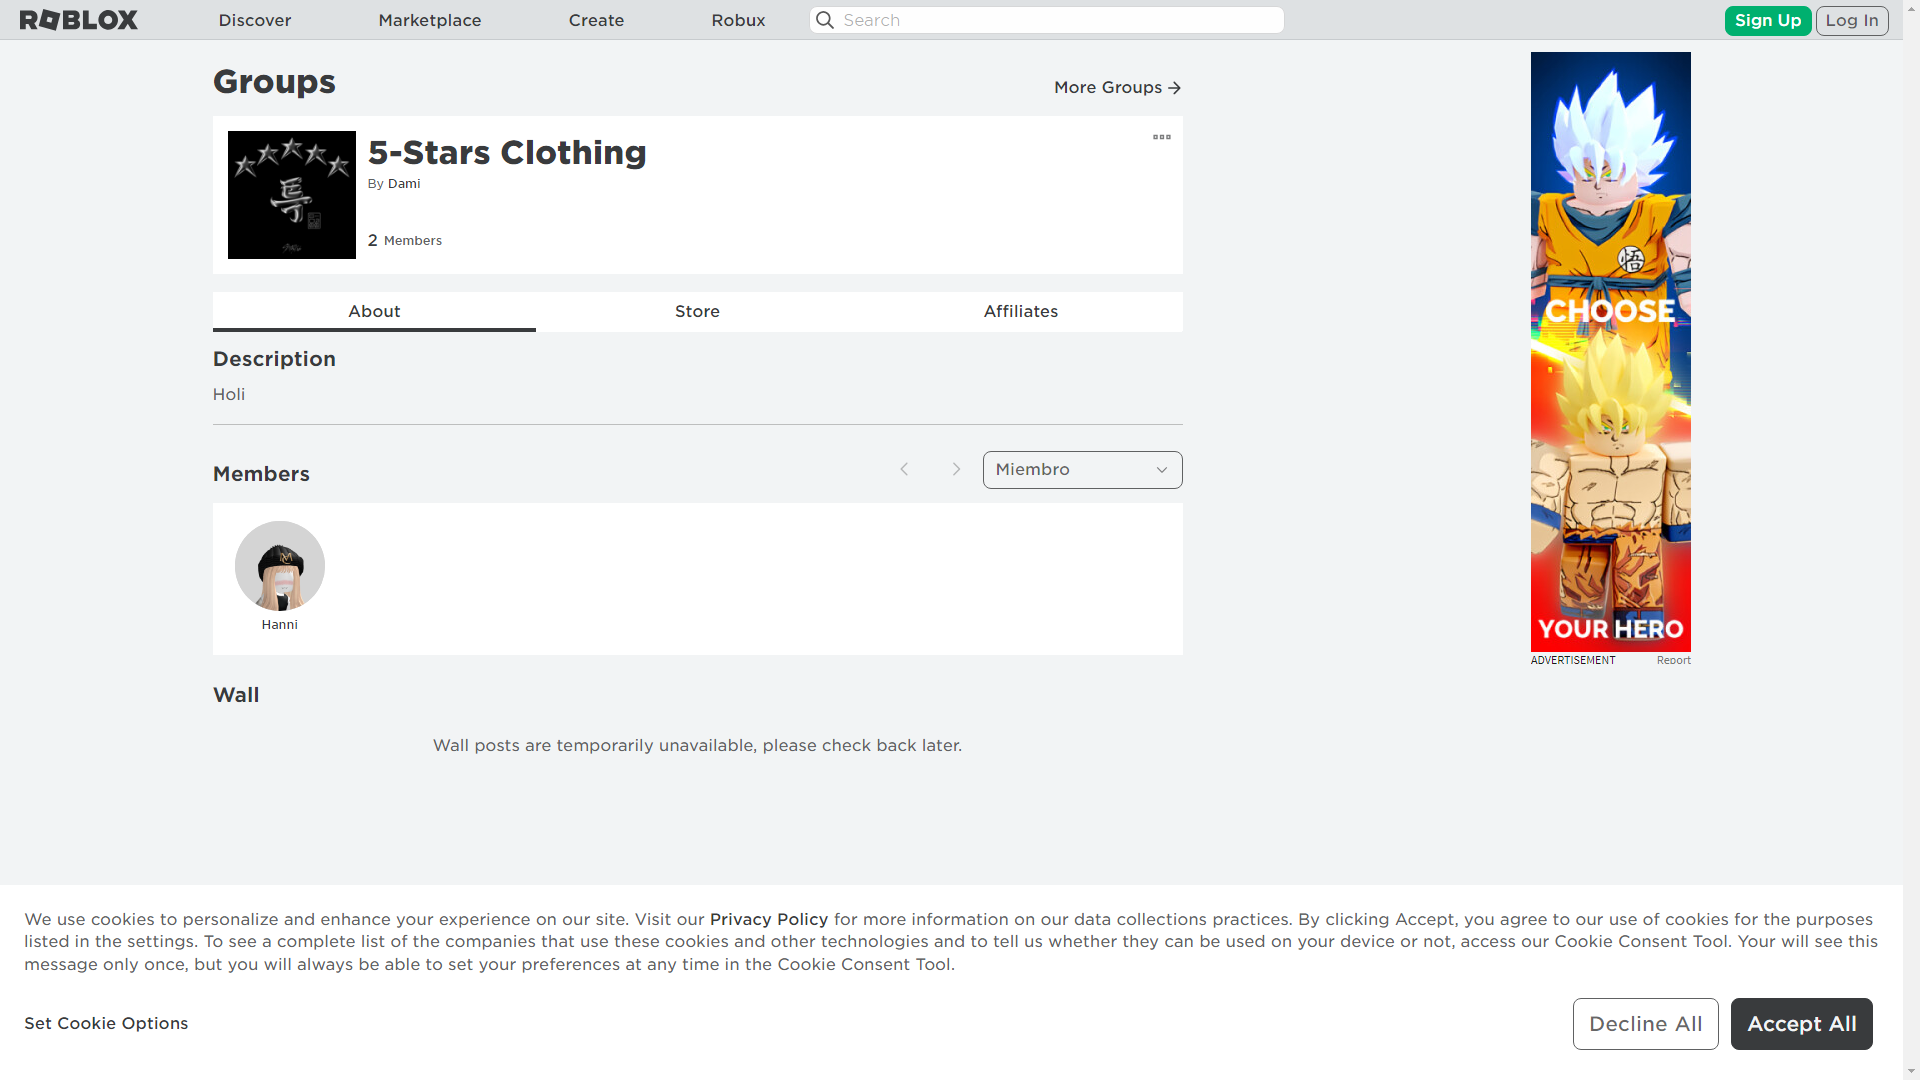 ROBLOX
Discover
Marketplace
Create
Robux
Search
Sign Up
Log In
Groups
More Groups
5-Stars Clothing
By Dami
2 Members
About
Store
Affiliates
Description
Holi
Members
Miembro
Hanni
Wall
Wall posts are temporarily unavailable, please check back later.
悟
CHOOSE
YOUR HERO
ADVERTISEMENT
Report
We use cookies to personalize and enhance your experience on our site. Visit our Privacy Policy for more information on our data collections practices. By clicking Accept, you agree to our use of cookies for the purposes
listed in the settings. To see a complete list of the companies that use these cookies and other technologies and to tell us whether they can be used on your device or not, access our Cookie Consent Tool. Your will see this
message only once, but you will always be able to set your preferences at any time in the Cookie Consent Tool.
Set Cookie Options
Decline All
Accept All